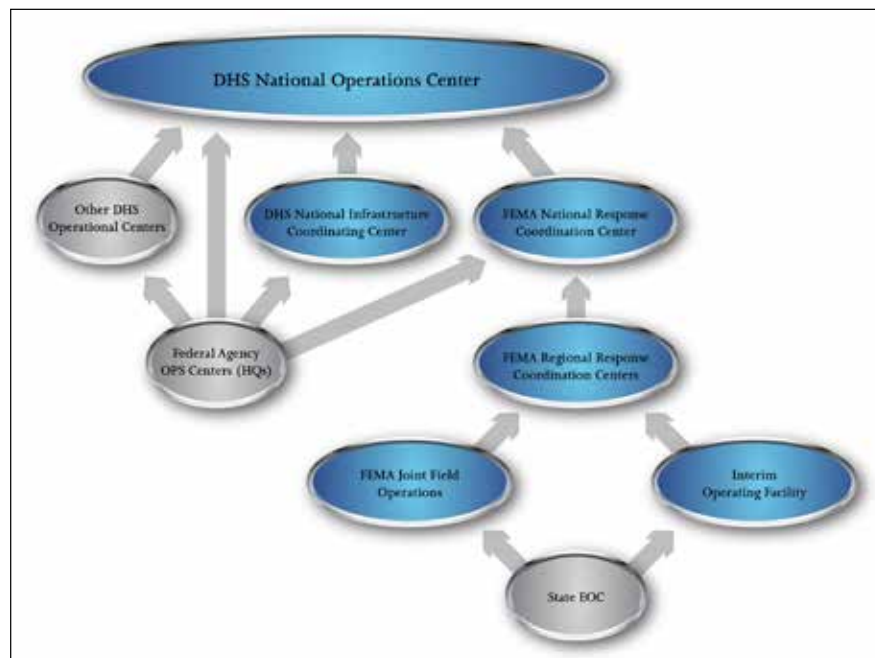 DHS National Operations Center
Other DHS
Operational Centers
DHS National Infrastructure
Coordinating Center
FEMA National Response
Coordination Center
Federal Agency
OPS Centers (HQs)
FEMA Regional Response
Coordination Centers
FEMA Joint Field
Operations
Interim
Operating Facility
State EOC